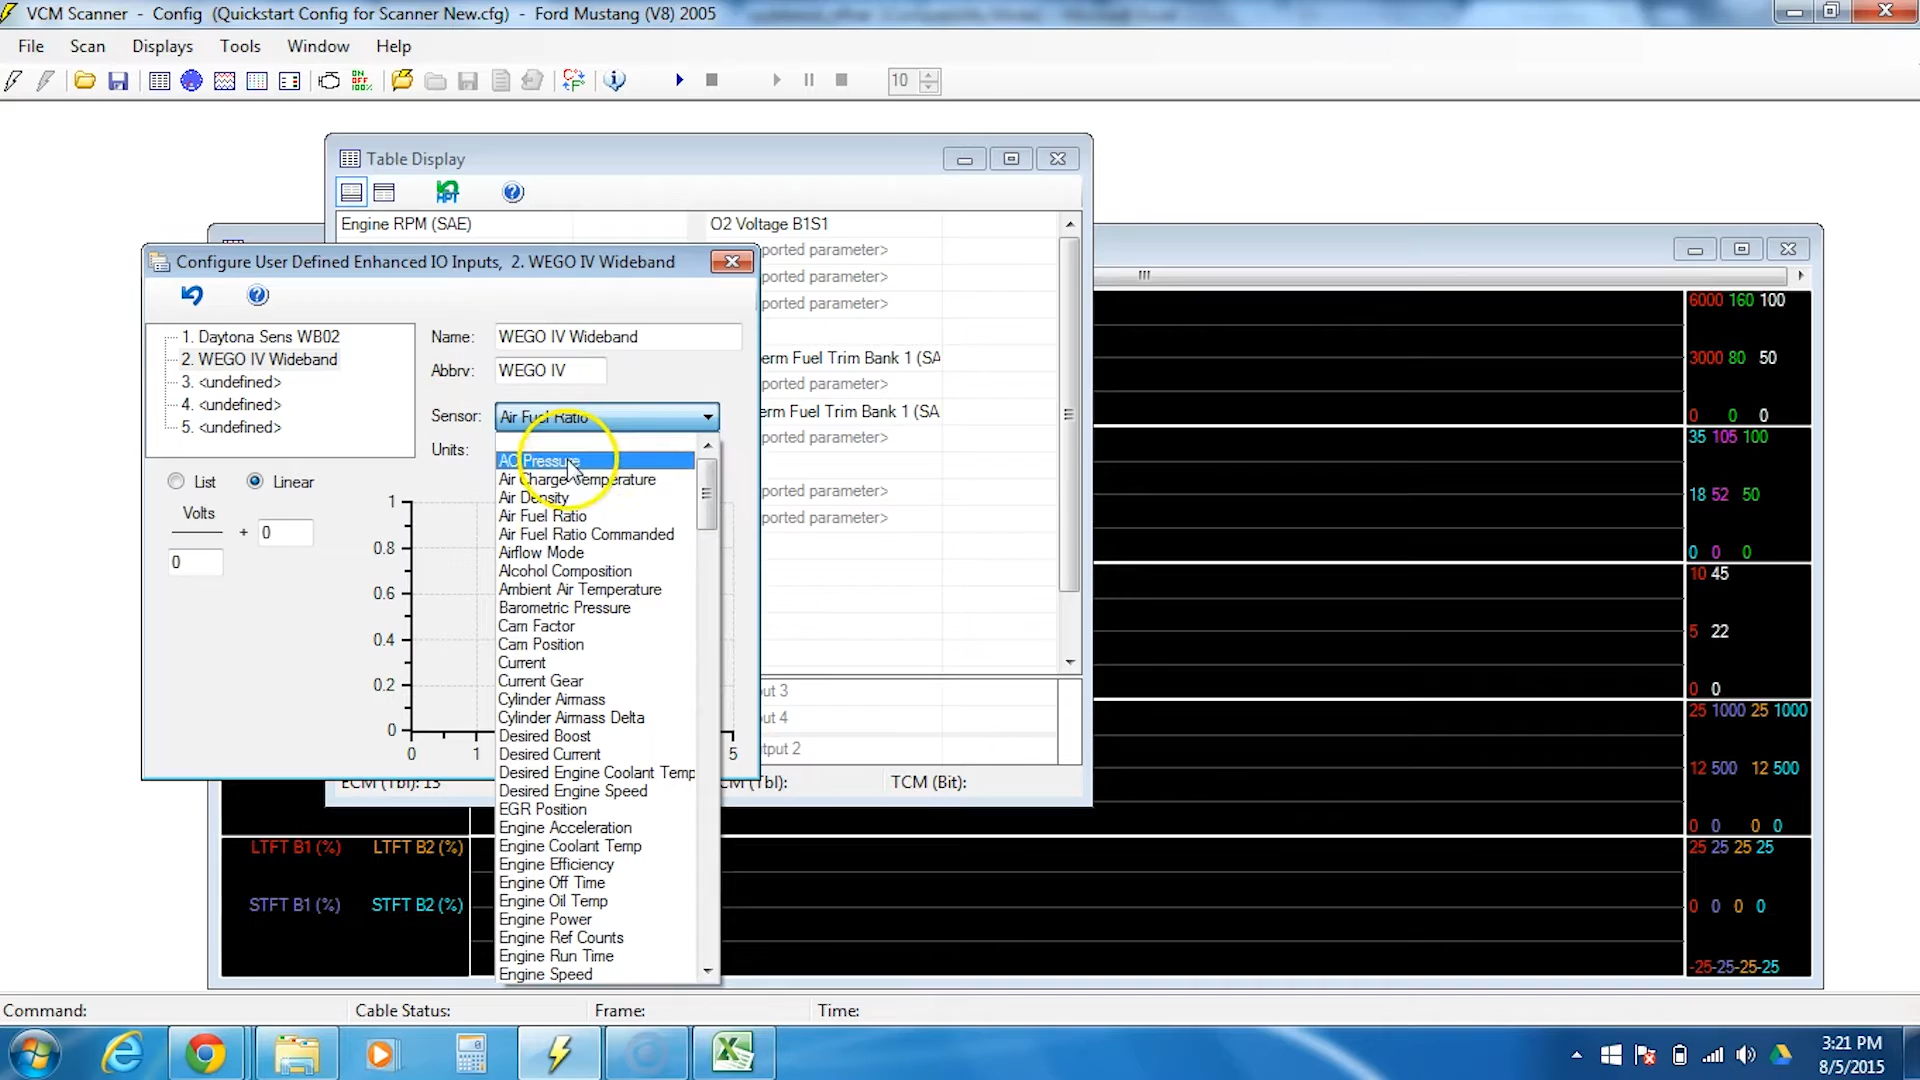 VCM Scanner - Config (Quickstart Config for Scanner New.cfg) - Ford Mustang (V8) 2005
File Scan Displays Tools Window Help
ON
OFF
100%
10
Table Display
Engine RPM (SAE) O2 Voltage B1S1
ported parameter>
ported parameter>
ported parameter>
erm Fuel Trim Bank 1 (SA
ported parameter>
erm Fuel Trim Bank 1 (SA
ported parameter>
ported parameter>
ported parameter>
ut 3
ut 4
tput 2
ECM (Tbl): 13 CM (Tbl): TCM (Bit):
Configure User Defined Enhanced IO Inputs, 2. WEGO IV Wideband
1. Daytona Sens WB02
2. WEGO IV Wideband
3. <undefined>
4. <undefined>
5. <undefined>
Name: WEGO IV Wideband
Abbrv: WEGO IV
Sensor: Air Fuel Ratio
Units:
List Linear
Volts
+ 0
0
1
0.8
0.6
0.4
0.2
0
0 1 5
AC Pressure
Air Charge Temperature
Air Density
Air Fuel Ratio
Air Fuel Ratio Commanded
Airflow Mode
Alcohol Composition
Ambient Air Temperature
Barometric Pressure
Cam Factor
Cam Position
Current
Current Gear
Cylinder Airmass
Cylinder Airmass Delta
Desired Boost
Desired Current
Desired Engine Coolant Temp
Desired Engine Speed
EGR Position
Engine Acceleration
Engine Coolant Temp
Engine Efficiency
Engine Off Time
Engine Oil Temp
Engine Power
Engine Ref Counts
Engine Run Time
Engine Speed
6000 160 100
3000 80 50
0 0 0
35 105 100
18 52 50
0 0 0
10 45
5 22
0 0
25 1000 25 1000
12 500 12 500
0 0 0 0
LTFT B1 (%) LTFT B2 (%) 25 25 25 25
STFT B1 (%) STFT B2 (%) 0 0 0 0
-25-25-25-25
Command: Cable Status: Frame: Time:
3:21 PM
8/5/2015